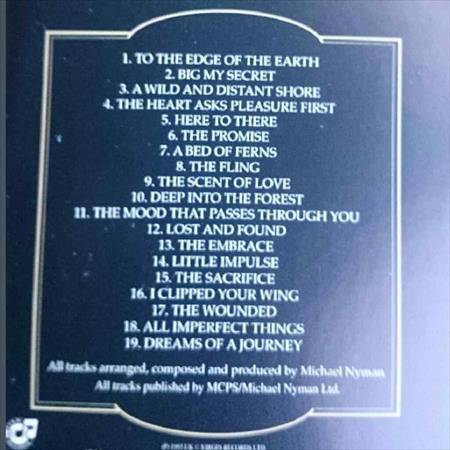 1. TO THE EDGE OF THE EARTH
2. BIG MY SECRET
3. A WILD AND DISTANT SHORE
4. THE HEART ASKS PLEASURE FIRST
5. HERE TO THERE
6. THE PROMISE
7. A BED OF FERNS
8. THE FLING
9. THE SCENT OF LOVE
10. DEEP INTO THE FOREST
11. THE MOOD THAT PASSES THROUGH YOU
12. LOST AND FOUND
13. THE EMBRACE
14. LITTLE IMPULSE
15. THE SACRIFICE
16. I CLIPPED YOUR WING
17. THE WOUNDED
18. ALL IMPERFECT THINGS
19. DREAMS OF A JOURNEY
All tracks arranged, composed and produced by Michael Nyman
All tracks published by MCPS/Michael Nyman Ltd.
VIRGIN RECORDS LTD